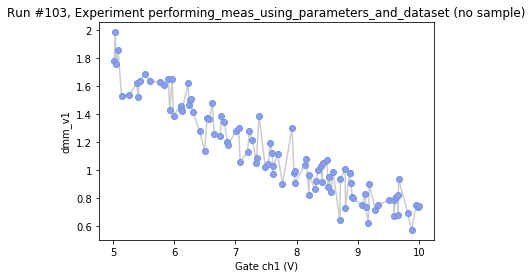 Run #103, Experiment performing_meas_using_parameters_and_dataset (no sample)
2
1.8
1.6
1.4
1.2
1
0.8
0.6
dmm_v1
5 6 7 8 9 10
Gate ch1 (V)